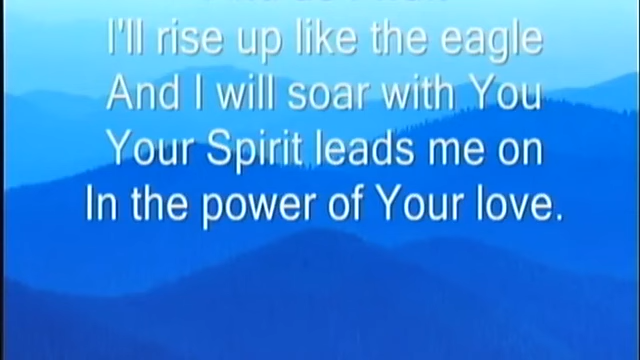 I'll rise up like the eagle
And I will soar with You
Your Spirit leads me on
In the power of Your love.